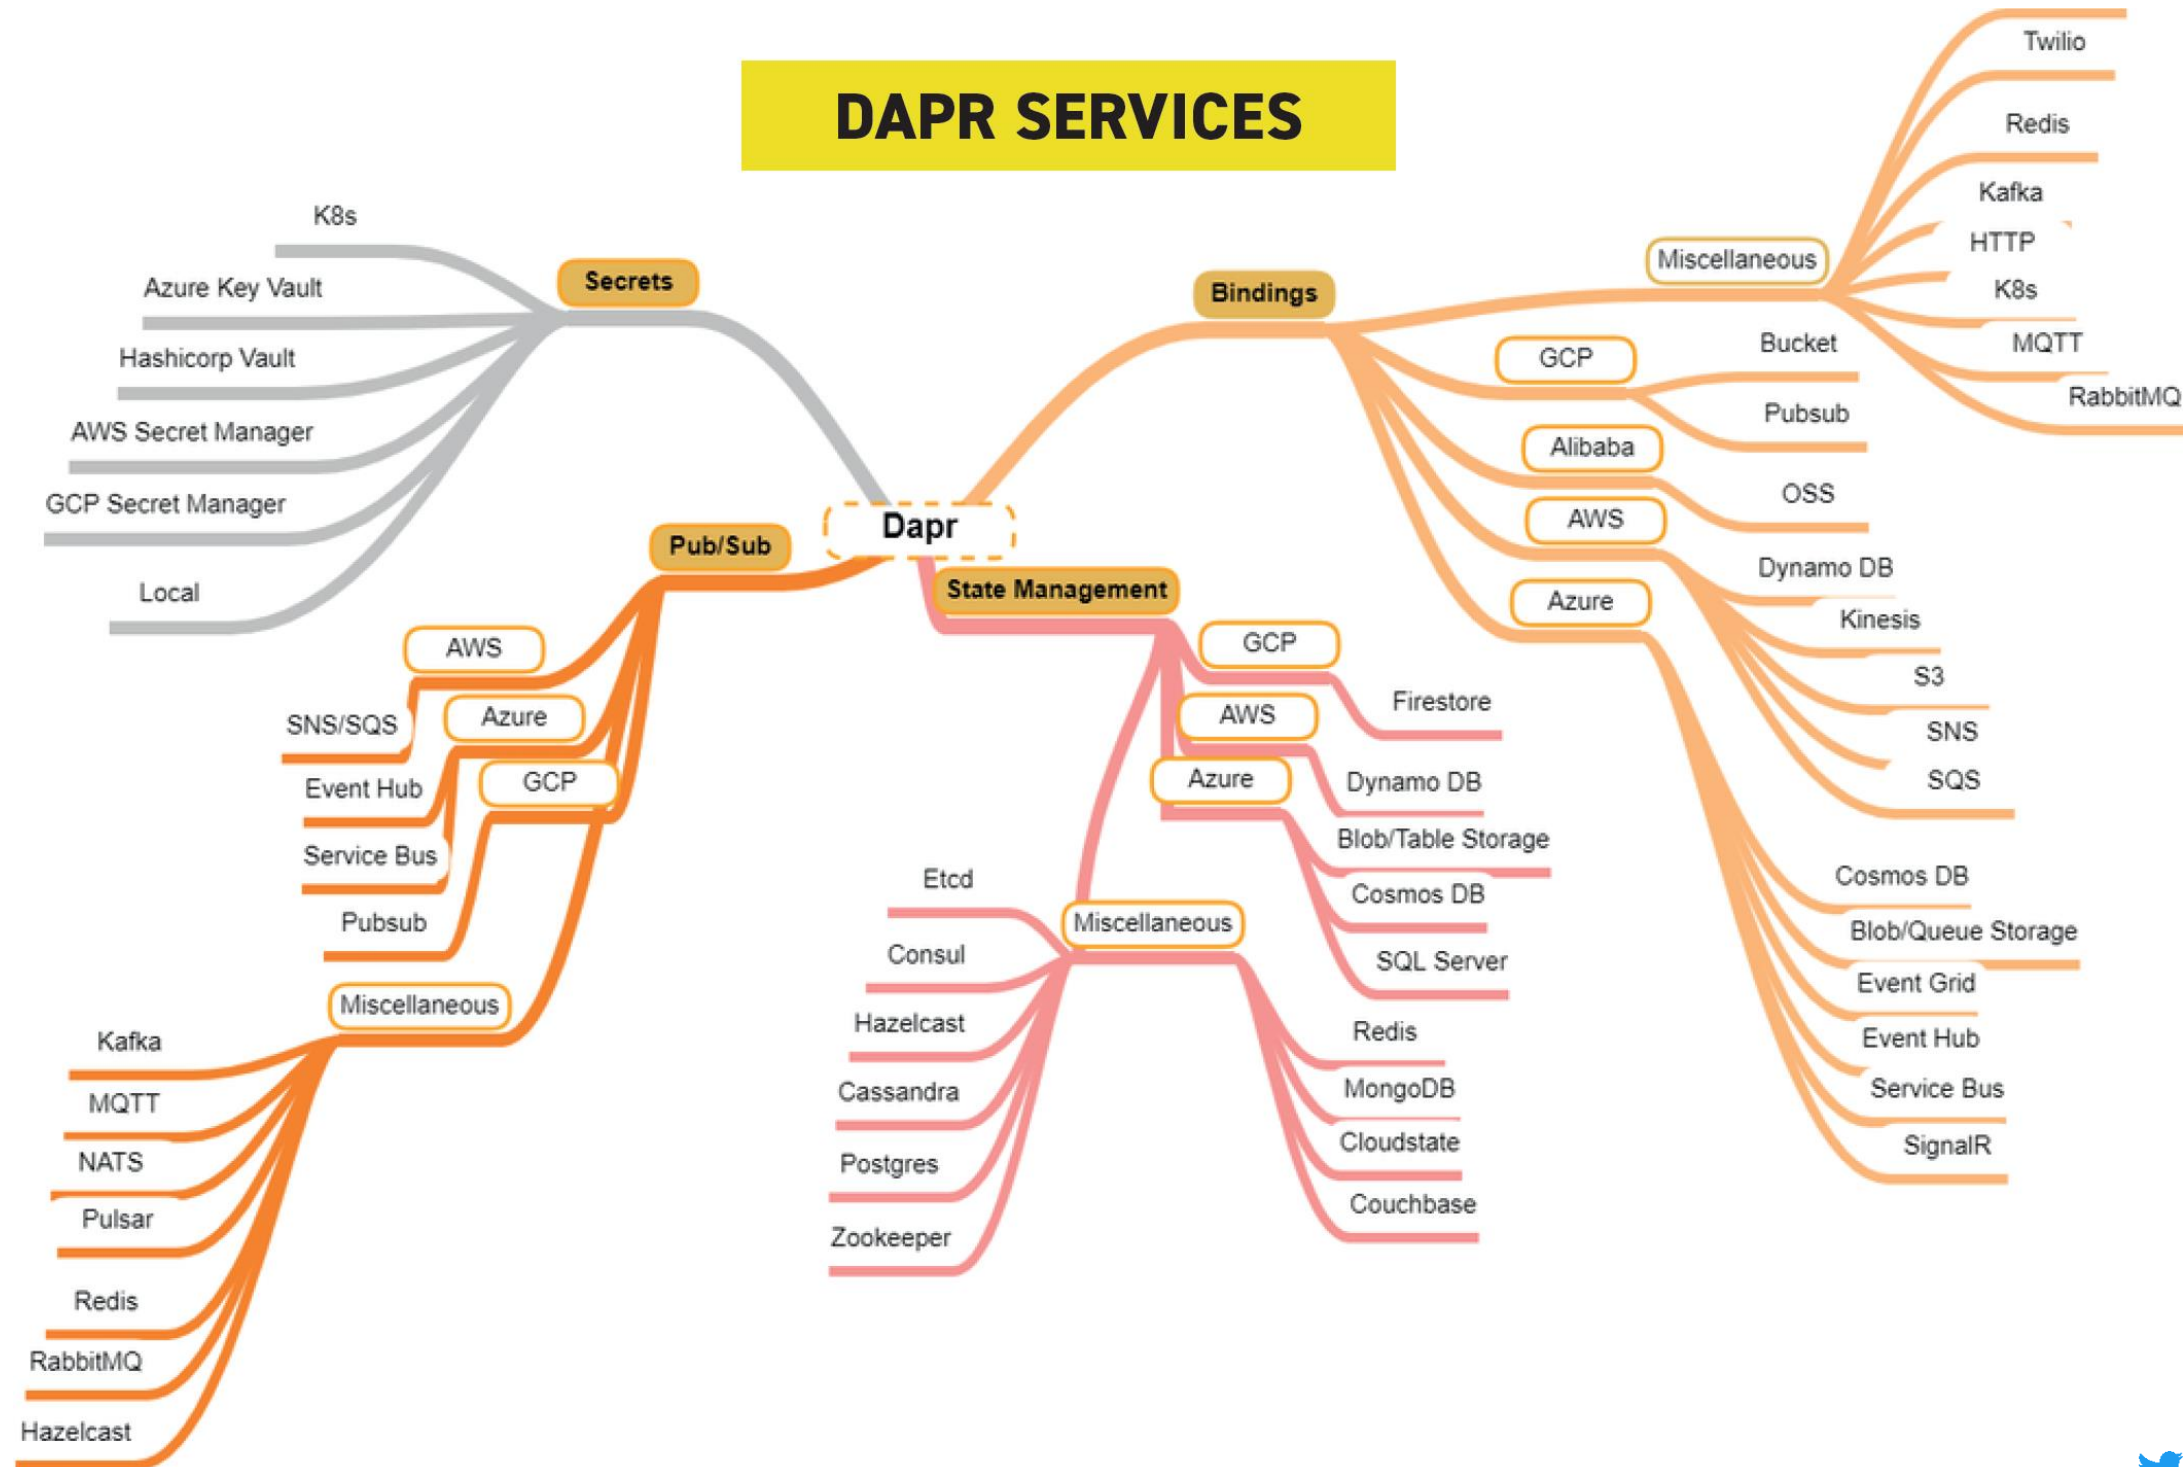 DAPR SERVICES
Dapr
Secrets
K8s
Azure Key Vault
Hashicorp Vault
AWS Secret Manager
GCP Secret Manager
Local
Pub/Sub
AWS
SNS/SQS
Azure
Event Hub
Service Bus
GCP
Pubsub
Miscellaneous
Kafka
MQTT
NATS
Pulsar
Redis
RabbitMQ
Hazelcast
State Management
GCP
Firestore
AWS
Dynamo DB
Azure
Blob/Table Storage
Cosmos DB
SQL Server
Miscellaneous
Etcd
Consul
Hazelcast
Cassandra
Postgres
Zookeeper
Redis
MongoDB
Cloudstate
Couchbase
Bindings
Miscellaneous
Twilio
Redis
Kafka
HTTP
K8s
MQTT
RabbitMQ
GCP
Bucket
Pubsub
Alibaba
OSS
AWS
Dynamo DB
Kinesis
S3
SNS
SQS
Azure
Cosmos DB
Blob/Queue Storage
Event Grid
Event Hub
Service Bus
SignalR